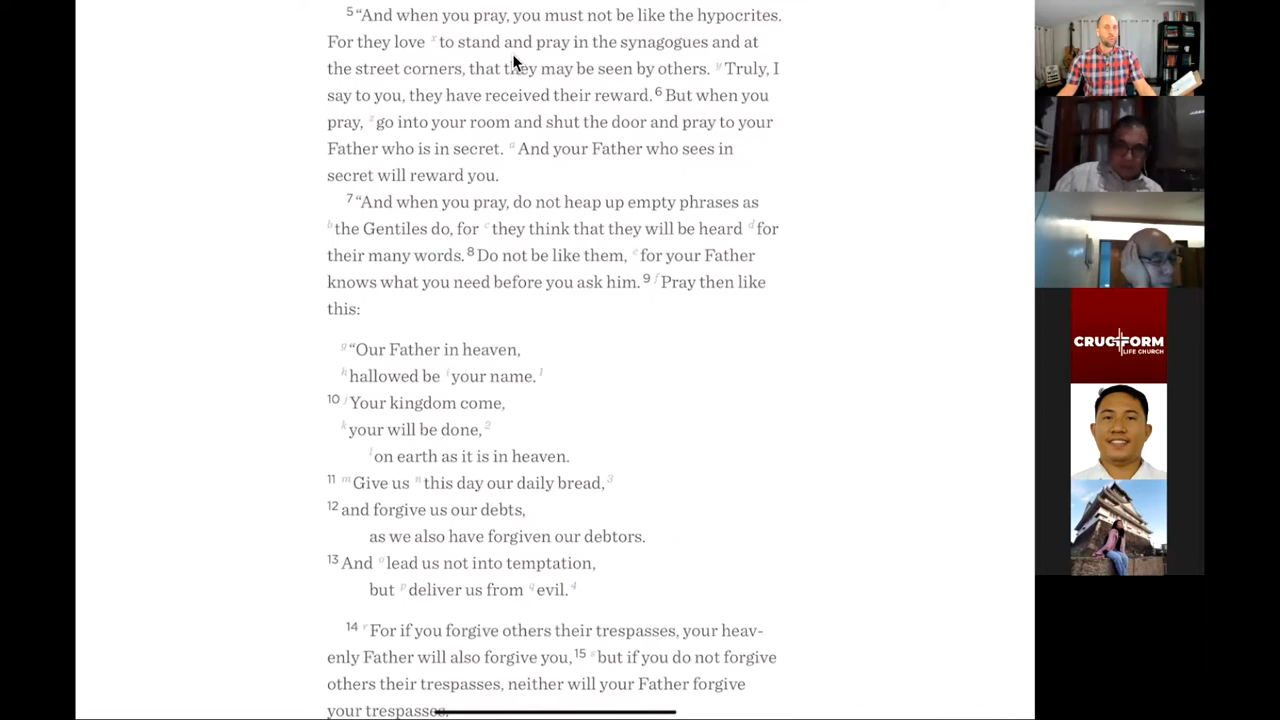 5 “And when you pray, you must not be like the hypocrites.
For they love x to stand and pray in the synagogues and at
the street corners, that they may be seen by others. y Truly, I
say to you, they have received their reward. 6 But when you
pray, z go into your room and shut the door and pray to your
Father who is in secret. a And your Father who sees in
secret will reward you.
7 “And when you pray, do not heap up empty phrases as
b the Gentiles do, for c they think that they will be heard d for
their many words. 8 Do not be like them, e for your Father
knows what you need before you ask him. 9 f Pray then like
this:
g “Our Father in heaven,
h hallowed be i your name. 1
10 j Your kingdom come,
k your will be done, 2
l on earth as it is in heaven.
11 m Give us n this day our daily bread, 3
12 and forgive us our debts,
as we also have forgiven our debtors.
13 And o lead us not into temptation,
but p deliver us from q evil. 4
14 r For if you forgive others their trespasses, your heav-
enly Father will also forgive you, 15 s but if you do not forgive
others their trespasses, neither will your Father forgive
your trespasses.
CRUCIFORM
LIFE CHURCH